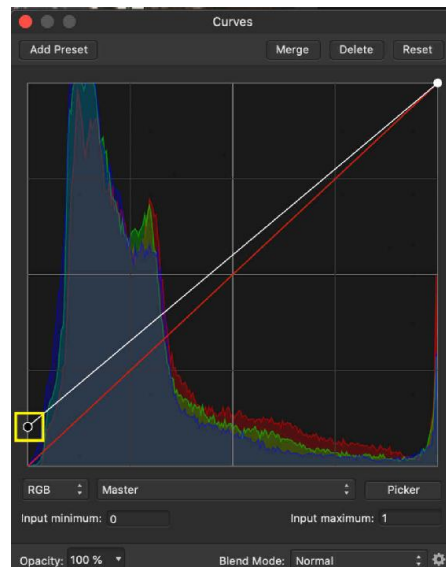 Curves
Add Preset Merge Delete Reset
RGB Master Picker
Input minimum: 0 Input maximum: 1
Opacity: 100 % Blend Mode: Normal